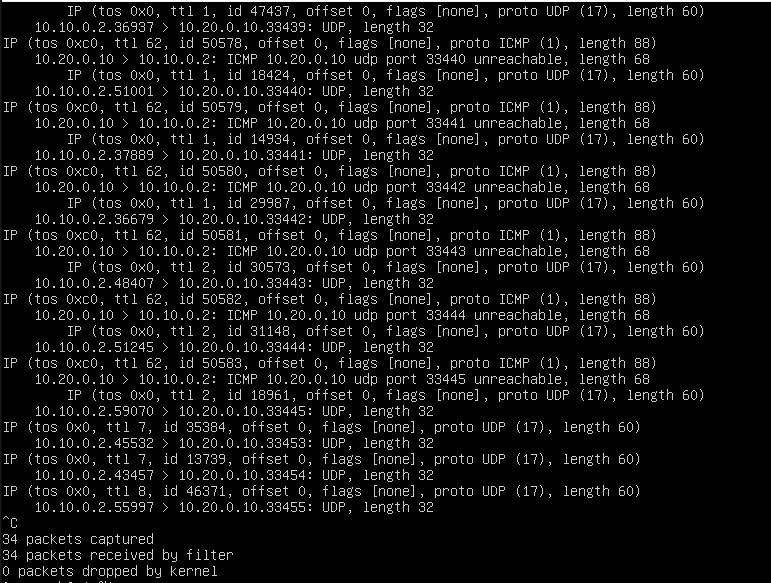 IP (tos 0x0, ttl 1, id 47437, offset 0, flags [none], proto UDP (17), length 60)
10.10.0.2.36937 > 10.20.0.10.33439: UDP, length 32
IP (tos 0xc0, ttl 62, id 50578, offset 0, flags [none], proto ICMP (1), length 88)
10.20.0.10 > 10.10.0.2: ICMP 10.20.0.10 udp port 33440 unreachable, length 68
IP (tos 0x0, ttl 1, id 18424, offset 0, flags [none], proto UDP (17), length 60)
10.10.0.2.51001 > 10.20.0.10.33440: UDP, length 32
IP (tos 0xc0, ttl 62, id 50579, offset 0, flags [none], proto ICMP (1), length 88)
10.20.0.10 > 10.10.0.2: ICMP 10.20.0.10 udp port 33441 unreachable, length 68
IP (tos 0x0, ttl 1, id 14934, offset 0, flags [none], proto UDP (17), length 60)
10.10.0.2.37889 > 10.20.0.10.33441: UDP, length 32
IP (tos 0xc0, ttl 62, id 50580, offset 0, flags [none], proto ICMP (1), length 88)
10.20.0.10 > 10.10.0.2: ICMP 10.20.0.10 udp port 33442 unreachable, length 68
IP (tos 0x0, ttl 1, id 29987, offset 0, flags [none], proto UDP (17), length 60)
10.10.0.2.36679 > 10.20.0.10.33442: UDP, length 32
IP (tos 0xc0, ttl 62, id 50581, offset 0, flags [none], proto ICMP (1), length 88)
10.20.0.10 > 10.10.0.2: ICMP 10.20.0.10 udp port 33443 unreachable, length 68
IP (tos 0x0, ttl 2, id 30573, offset 0, flags [none], proto UDP (17), length 60)
10.10.0.2.48407 > 10.20.0.10.33443: UDP, length 32
IP (tos 0xc0, ttl 62, id 50582, offset 0, flags [none], proto ICMP (1), length 88)
10.20.0.10 > 10.10.0.2: ICMP 10.20.0.10 udp port 33444 unreachable, length 68
IP (tos 0x0, ttl 2, id 31148, offset 0, flags [none], proto UDP (17), length 60)
10.10.0.2.51245 > 10.20.0.10.33444: UDP, length 32
IP (tos 0xc0, ttl 62, id 50583, offset 0, flags [none], proto ICMP (1), length 88)
10.20.0.10 > 10.10.0.2: ICMP 10.20.0.10 udp port 33445 unreachable, length 68
IP (tos 0x0, ttl 2, id 18961, offset 0, flags [none], proto UDP (17), length 60)
10.10.0.2.59070 > 10.20.0.10.33445: UDP, length 32
IP (tos 0x0, ttl 7, id 35384, offset 0, flags [none], proto UDP (17), length 60)
10.10.0.2.45532 > 10.20.0.10.33453: UDP, length 32
IP (tos 0x0, ttl 7, id 13739, offset 0, flags [none], proto UDP (17), length 60)
10.10.0.2.43457 > 10.20.0.10.33454: UDP, length 32
IP (tos 0x0, ttl 8, id 46371, offset 0, flags [none], proto UDP (17), length 60)
10.10.0.2.55997 > 10.20.0.10.33455: UDP, length 32
^C
34 packets captured
34 packets received by filter
0 packets dropped by kernel